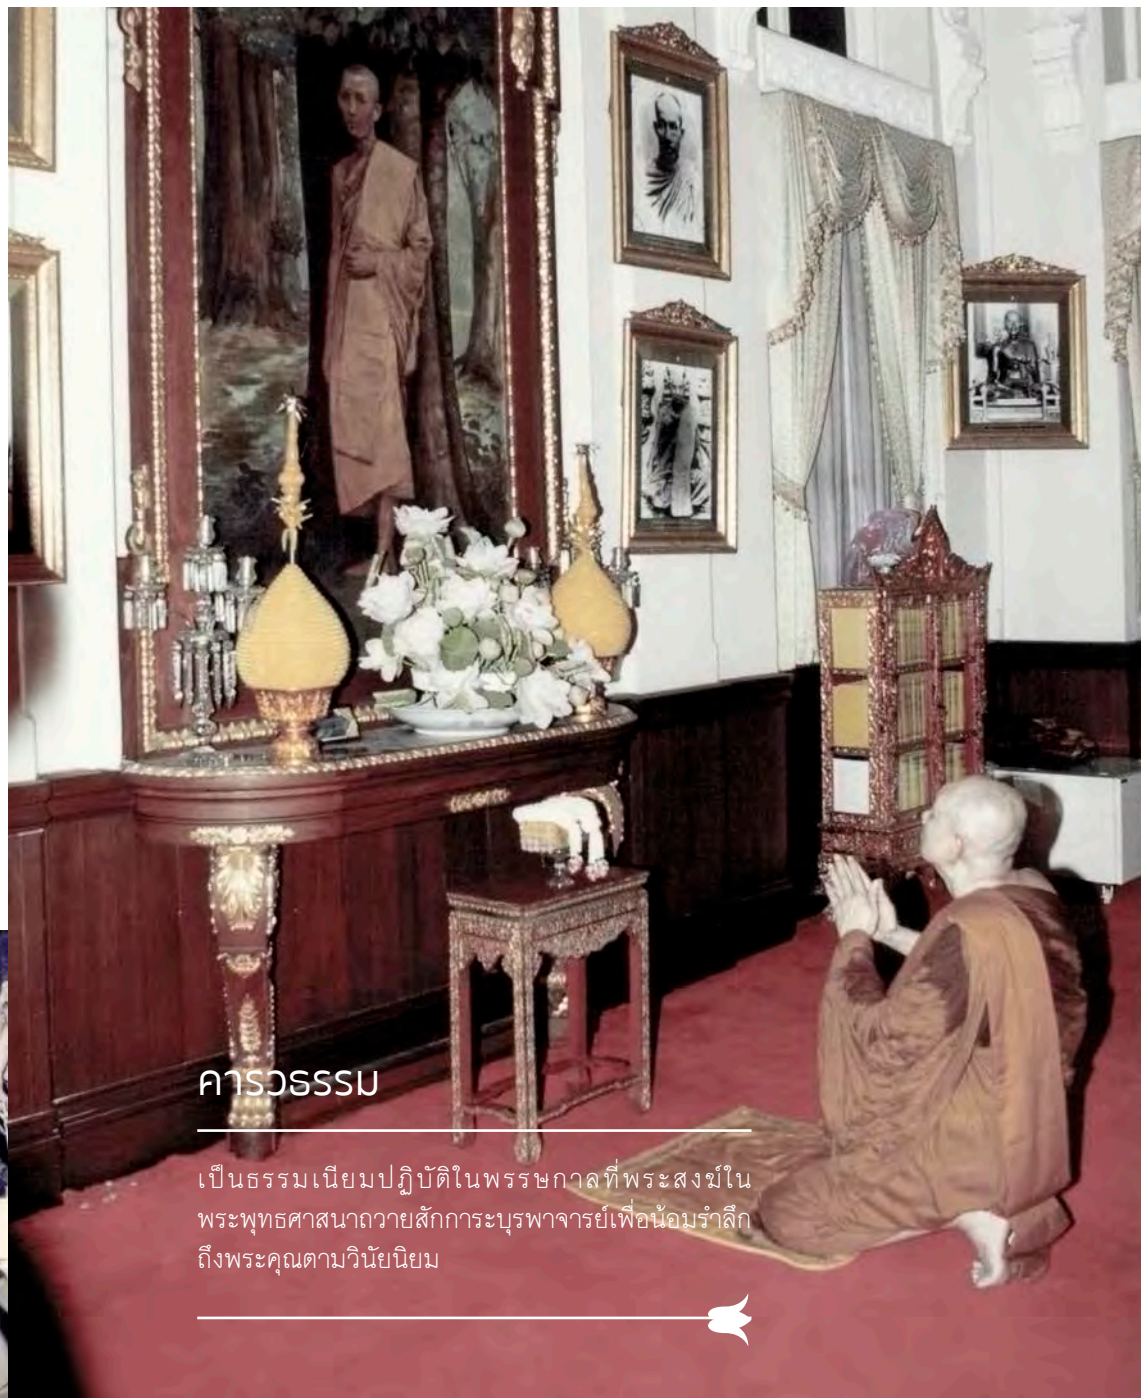 คารวธรรม
เป็นธรรมเนียมปฏิบัติในพรรษกาลที่พระสงฆ์ใน
พระพุทธศาสนาถวายสักการะบุรพาจารย์เพื่อน้อมรำลึก
ถึงพระคุณตามวินัยนิยม